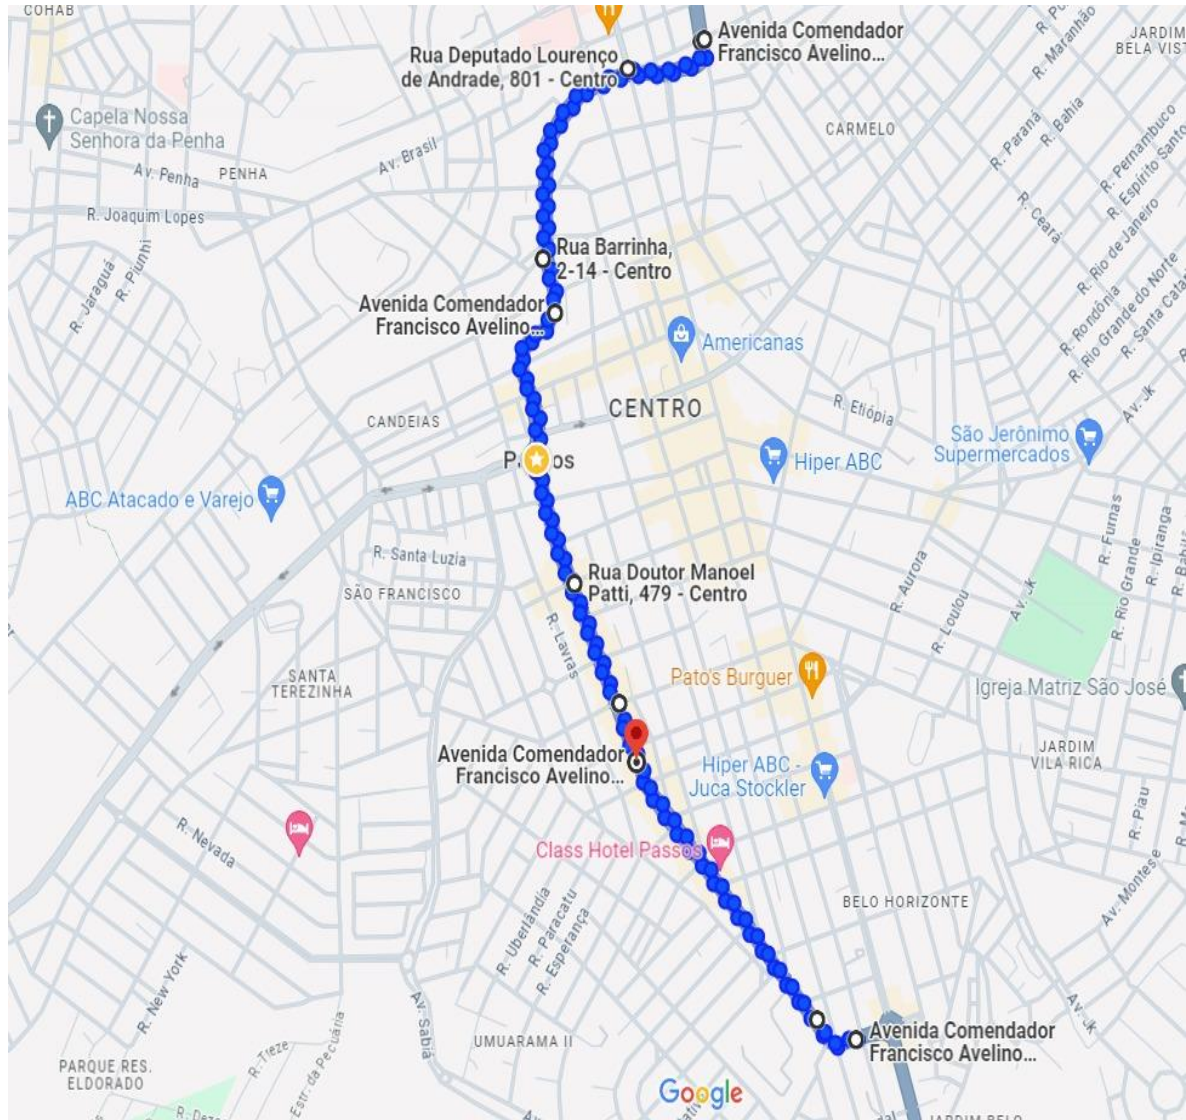 COHAB
Avenida Comendador
Francisco Avelino...
JARDIM
R. Maranhão
Rua Deputado Lourenço
de Andrade, 801 - Centro
Capela Nossa
Senhora da Penha
CARMELO
R. Paraná
R. Bahia
R. Pernambuco
R. Espírito Santo
Av. Brasil
Av. Penha
PENHA
R. Joaquim Lopes
R. Ceará
R. Rio de Janeiro
R. Jaraguá
R. Piunhi
Rua Barrinha,
2-14 - Centro
R. Rondônia
R. Rio Grande do Norte
Avenida Comendador
Francisco Avelino...
Americanas
CENTRO
R. Etiópia
Av. Jk
CANDEIAS
São Jerônimo
Supermercados
Hiper ABC
ABC Atacado e Varejo
R. Santa Luzia
SÃO FRANCISCO
Rua Doutor Manoel
Patti, 479 - Centro
R. Furnas
R. Ipiranga
R. Rio Grande
R. Aurora
R. Loulou
Av. Jk
R. Lavras
SANTA
TEREZINHA
Pato's Burguer
Igreja Matriz São José
Avenida Comendador
Francisco Avelino...
Hiper ABC -
Juca Stockler
JARDIM
VILA RICA
R. Piau
R. Nevada
Class Hotel Passos
BELO HORIZONTE
Av. Montese
R. Uberlândia
R. Paracatu
R. Esperança
R. New York
Av. Sabiá
Av. Jk
UMUARAMA II
Avenida Comendador
Francisco Avelino...
PARQUE RES.
ELDORADO
R. Tieze
Estr. da Pecuária
Google